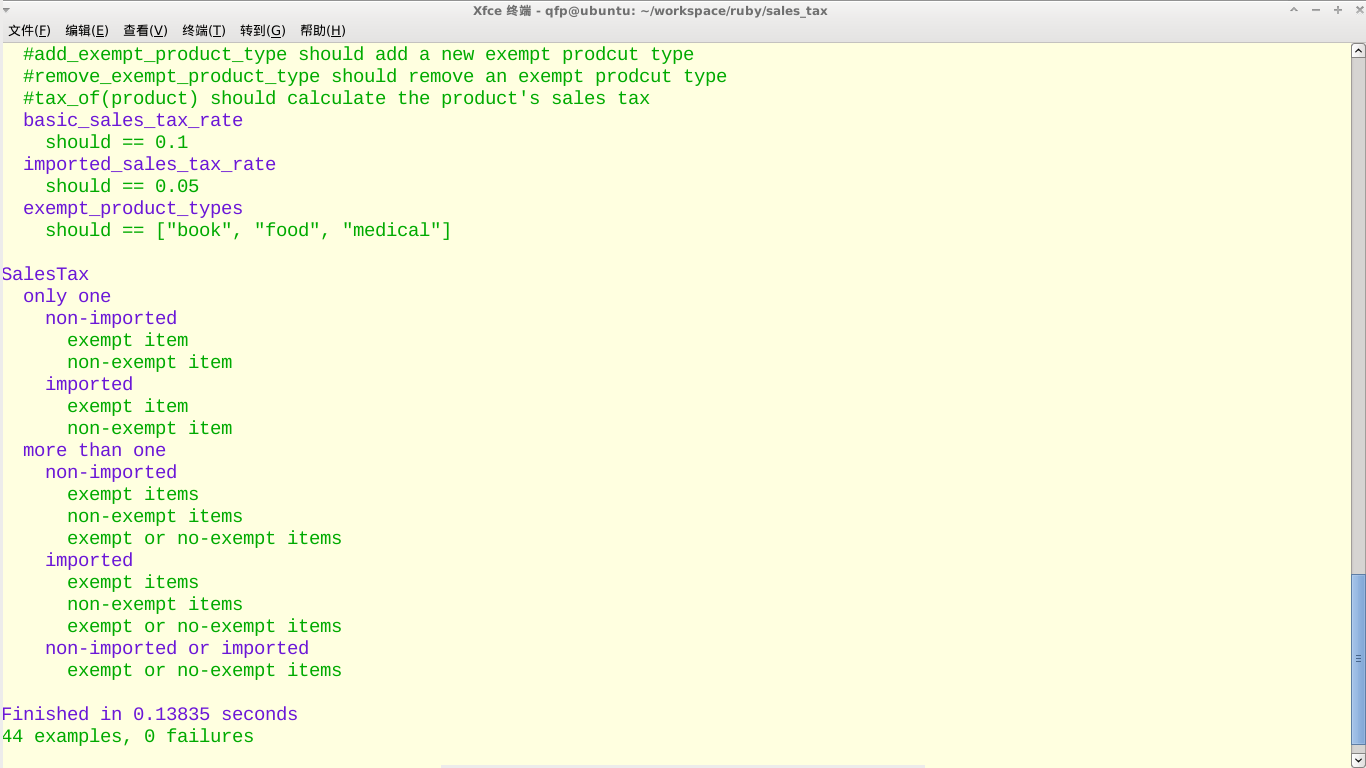 Xfce 终端 - qfp@ubuntu: ~/workspace/ruby/sales_tax
文件(F) 编辑(E) 查看(V) 终端(T) 转到(G) 帮助(H)
#add_exempt_product_type should add a new exempt prodcut type
#remove_exempt_product_type should remove an exempt prodcut type
#tax_of(product) should calculate the product's sales tax
basic_sales_tax_rate
should == 0.1
imported_sales_tax_rate
should == 0.05
exempt_product_types
should == ["book", "food", "medical"]
SalesTax
only one
non-imported
exempt item
non-exempt item
imported
exempt item
non-exempt item
more than one
non-imported
exempt items
non-exempt items
exempt or no-exempt items
imported
exempt items
non-exempt items
exempt or no-exempt items
non-imported or imported
exempt or no-exempt items
Finished in 0.13835 seconds
44 examples, 0 failures